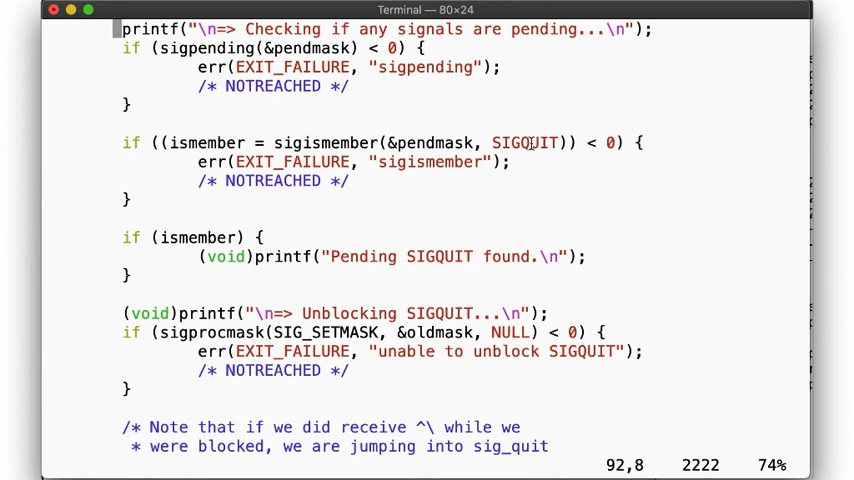 Terminal — 80×24
printf("\n=> Checking if any signals are pending...\n");
if (sigpending(&pendmask) < 0) {
err(EXIT_FAILURE, "sigpending");
/* NOTREACHED */
}
if ((ismember = sigismember(&pendmask, SIGQUIT)) < 0) {
err(EXIT_FAILURE, "sigismember");
/* NOTREACHED */
}
if (ismember) {
(void)printf("Pending SIGQUIT found.\n");
}
(void)printf("\n=> Unblocking SIGQUIT...\n");
if (sigprocmask(SIG_SETMASK, &oldmask, NULL) < 0) {
err(EXIT_FAILURE, "unable to unblock SIGQUIT");
/* NOTREACHED */
}
/* Note that if we did receive ^\ while we
* were blocked, we are jumping into sig_quit
92,8 2222 74%